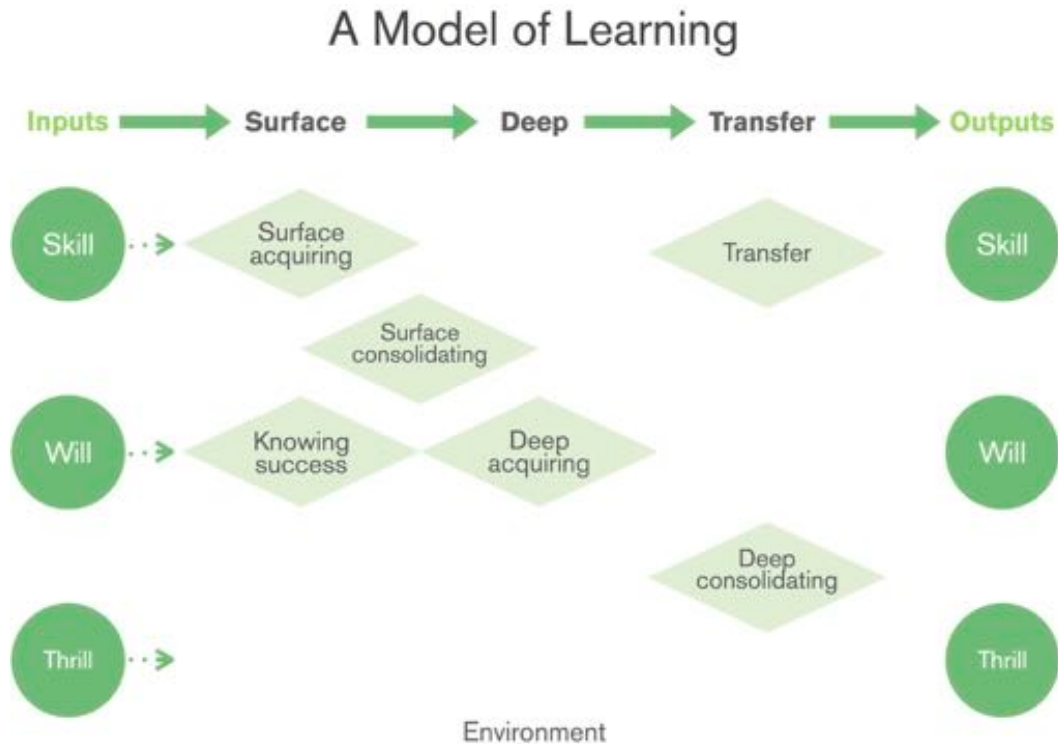 A Model of Learning
Inputs Surface Deep Transfer Outputs
Skill
Surface
acquiring
Transfer
Skill
Surface
consolidating
Will
Knowing
success
Deep
acquiring
Will
Deep
consolidating
Thrill
Thrill
Environment